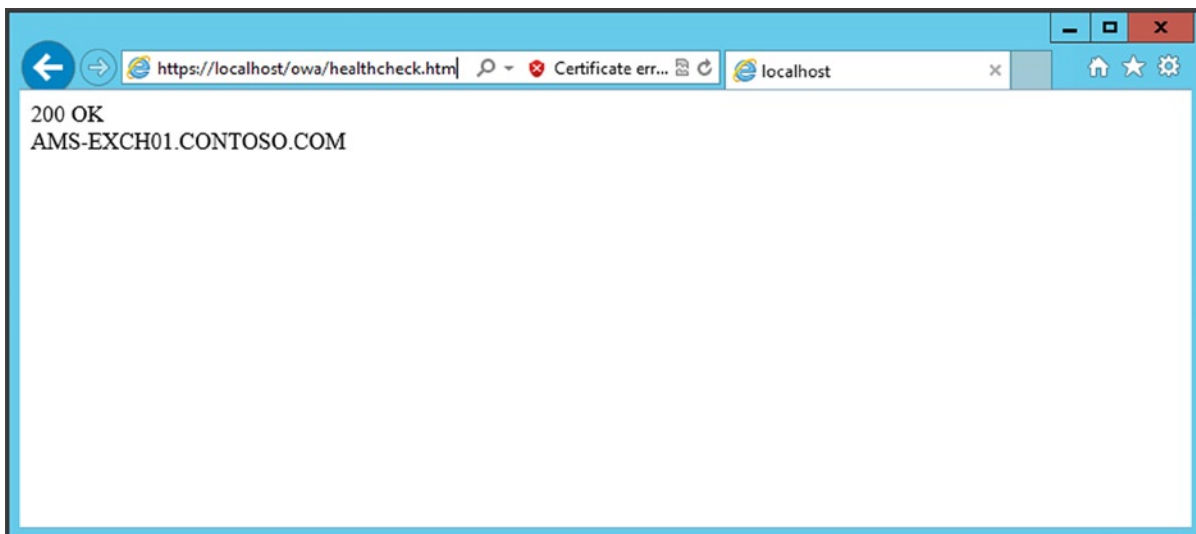 https://localhost/owa/healthcheck.htm Certificate err... localhost
200 OK
AMS-EXCH01.CONTOSO.COM